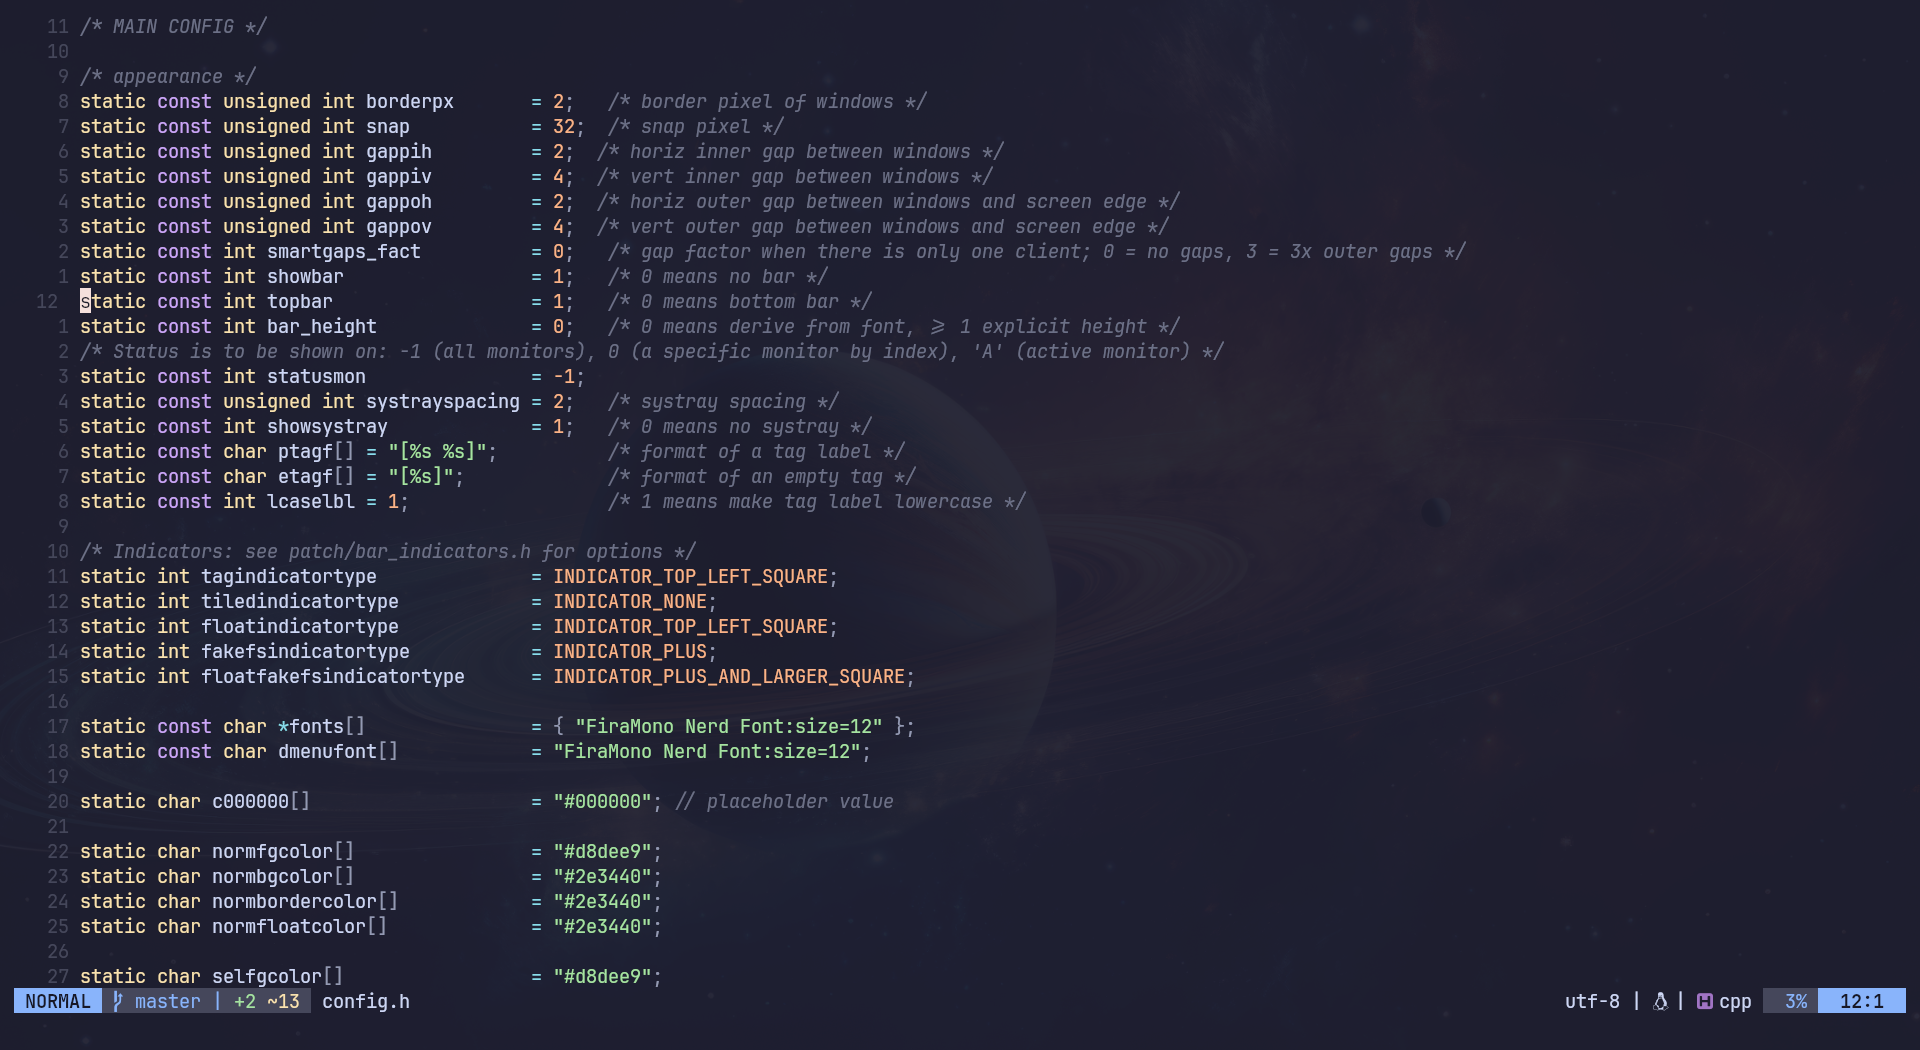 11 /* MAIN CONFIG */
10
9 /* appearance */
8 static const unsigned int borderpx       = 2;   /* border pixel of windows */
7 static const unsigned int snap           = 32;  /* snap pixel */
6 static const unsigned int gappih         = 2;  /* horiz inner gap between windows */
5 static const unsigned int gappiv         = 4;  /* vert inner gap between windows */
4 static const unsigned int gappoh         = 2;  /* horiz outer gap between windows and screen edge */
3 static const unsigned int gappov         = 4;  /* vert outer gap between windows and screen edge */
2 static const int smartgaps_fact          = 0;   /* gap factor when there is only one client; 0 = no gaps, 3 = 3x outer gaps */
1 static const int showbar                 = 1;   /* 0 means no bar */
12 static const int topbar                  = 1;   /* 0 means bottom bar */
1 static const int bar_height              = 0;   /* 0 means derive from font, >= 1 explicit height */
2 /* Status is to be shown on: -1 (all monitors), 0 (a specific monitor by index), 'A' (active monitor) */
3 static const int statusmon               = -1;
4 static const unsigned int systrayspacing = 2;   /* systray spacing */
5 static const int showsystray             = 1;   /* 0 means no systray */
6 static const char ptagf[] = "[%s %s]";          /* format of a tag label */
7 static const char etagf[] = "[%s]";             /* format of an empty tag */
8 static const int lcaselbl = 1;                  /* 1 means make tag label lowercase */
9
10 /* Indicators: see patch/bar_indicators.h for options */
11 static int tagindicatortype              = INDICATOR_TOP_LEFT_SQUARE;
12 static int tiledindicatortype            = INDICATOR_NONE;
13 static int floatindicatortype            = INDICATOR_TOP_LEFT_SQUARE;
14 static int fakefsindicatortype           = INDICATOR_PLUS;
15 static int floatfakefsindicatortype      = INDICATOR_PLUS_AND_LARGER_SQUARE;
16
17 static const char *fonts[]               = { "FiraMono Nerd Font:size=12" };
18 static const char dmenufont[]            = "FiraMono Nerd Font:size=12";
19
20 static char c000000[]                    = "#000000"; // placeholder value
21
22 static char normfgcolor[]                = "#d8dee9";
23 static char normbgcolor[]                = "#2e3440";
24 static char normbordercolor[]            = "#2e3440";
25 static char normfloatcolor[]             = "#2e3440";
26
27 static char selfgcolor[]                 = "#d8dee9";
NORMAL master | +2 ~13 config.h utf-8 | | cpp 3% 12:1